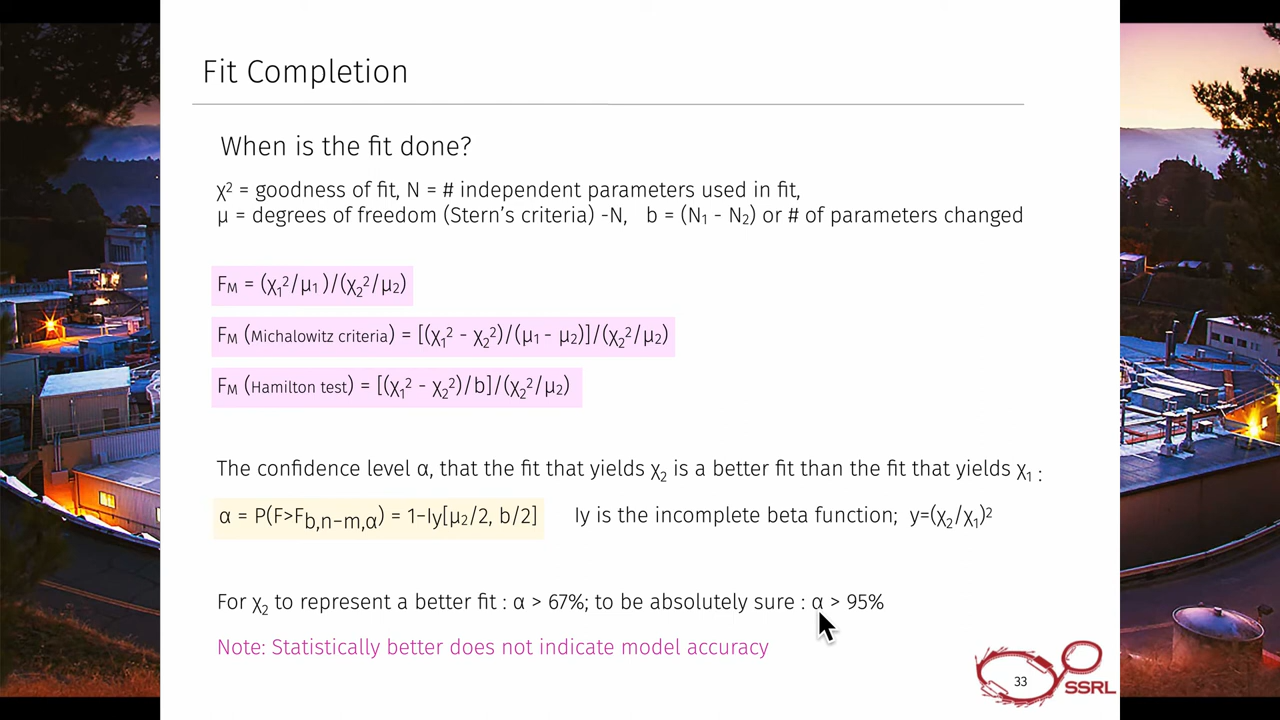 Fit Completion
When is the fit done?
χ² = goodness of fit, N = # independent parameters used in fit,
μ = degrees of freedom (Stern's criteria) -N, b = (N₁ - N₂) or # of parameters changed
F_M = (χ₁²/μ₁ )/(χ₂²/μ₂)
F_M (Michalowitz criteria) = [(χ₁² - χ₂²)/(μ₁ - μ₂)]/(χ₂²/μ₂)
F_M (Hamilton test) = [(χ₁² - χ₂²)/b]/(χ₂²/μ₂)
The confidence level α, that the fit that yields χ₂ is a better fit than the fit that yields χ₁ :
α = P(F>F_b,n−m,α) = 1−Iy[μ₂/2, b/2] Iy is the incomplete beta function; y=(χ₂/χ₁)²
For χ₂ to represent a better fit : α > 67%; to be absolutely sure : α > 95%
Note: Statistically better does not indicate model accuracy
33
SSRL